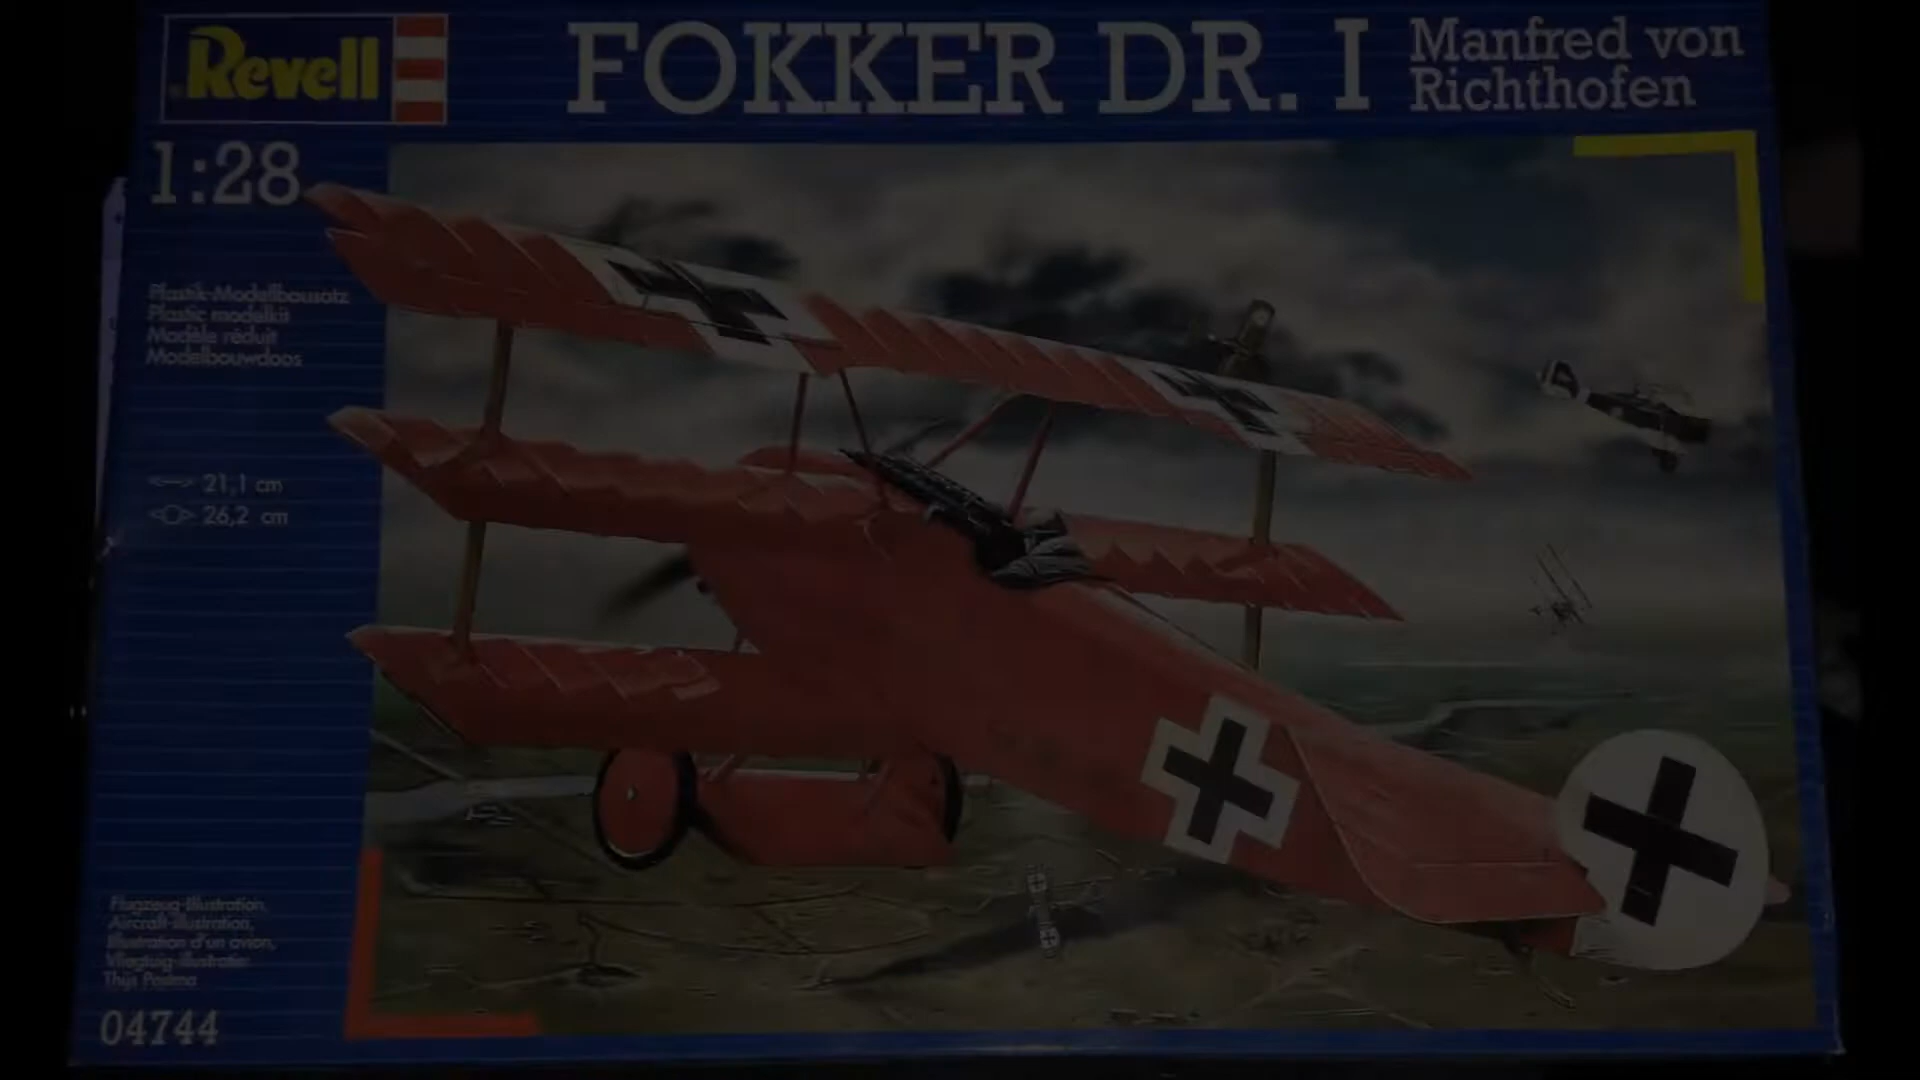 Revell
FOKKER DR. I
Manfred von
Richthofen
1:28
Plastik-Modellbausatz
Plastic modelkit
Modèle réduit
Modelbouwdoos
21,1 cm
26,2 cm
Flugzeug-Illustration,
Aircraft-illustration,
Illustration d'un avion,
Vliegtuig-illustratie:
Thijs Postma
04744